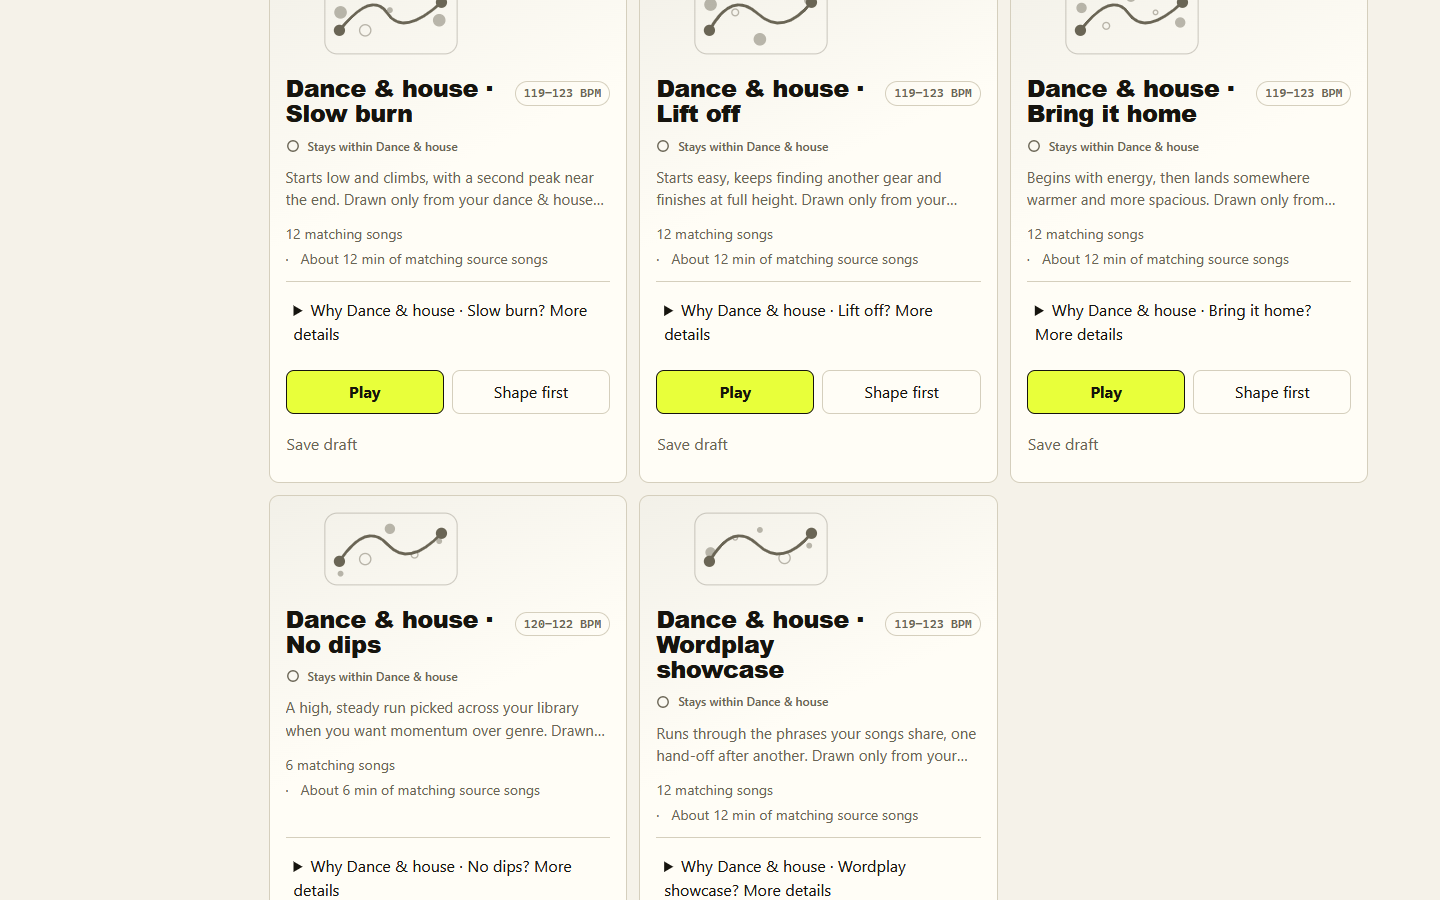 Dance & house ·
Slow burn
119–123 BPM
Stays within Dance & house
Starts low and climbs, with a second peak near
the end. Drawn only from your dance & house...
12 matching songs
· About 12 min of matching source songs
▶ Why Dance & house · Slow burn? More
details
Play
Shape first
Save draft
Dance & house ·
Lift off
119–123 BPM
Stays within Dance & house
Starts easy, keeps finding another gear and
finishes at full height. Drawn only from your...
12 matching songs
· About 12 min of matching source songs
▶ Why Dance & house · Lift off? More
details
Play
Shape first
Save draft
Dance & house ·
Bring it home
119–123 BPM
Stays within Dance & house
Begins with energy, then lands somewhere
warmer and more spacious. Drawn only from...
12 matching songs
· About 12 min of matching source songs
▶ Why Dance & house · Bring it home?
More details
Play
Shape first
Save draft
Dance & house ·
No dips
120–122 BPM
Stays within Dance & house
A high, steady run picked across your library
when you want momentum over genre. Drawn...
6 matching songs
· About 6 min of matching source songs
▶ Why Dance & house · No dips? More
details
Dance & house ·
Wordplay
showcase
119–123 BPM
Stays within Dance & house
Runs through the phrases your songs share, one
hand-off after another. Drawn only from your...
12 matching songs
· About 12 min of matching source songs
▶ Why Dance & house · Wordplay
showcase? More details